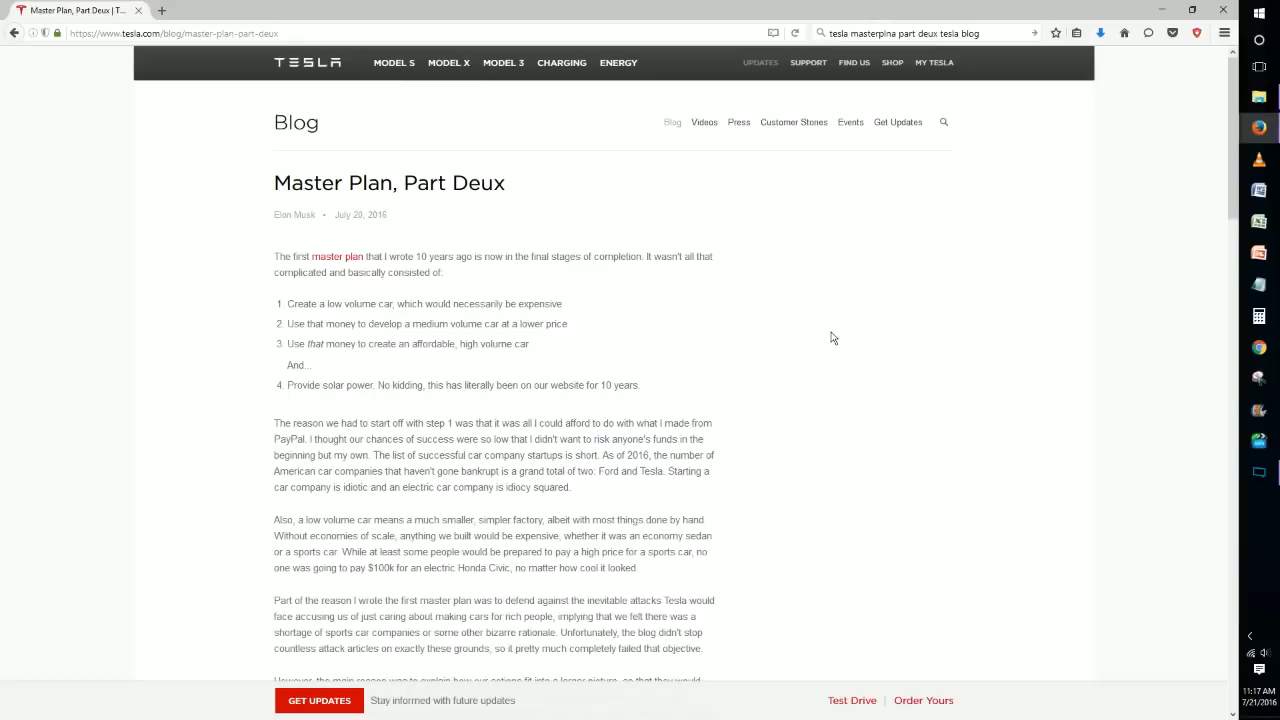 Master Plan, Part Deux | T...
https://www.tesla.com/blog/master-plan-part-deux
tesla masterplna part deux tesla blog
TESLA
MODEL S MODEL X MODEL 3 CHARGING ENERGY
UPDATES SUPPORT FIND US SHOP MY TESLA
Blog
Blog Videos Press Customer Stories Events Get Updates
Master Plan, Part Deux
Elon Musk • July 20, 2016
The first master plan that I wrote 10 years ago is now in the final stages of completion. It wasn't all that
complicated and basically consisted of:
1. Create a low volume car, which would necessarily be expensive
2. Use that money to develop a medium volume car at a lower price
3. Use that money to create an affordable, high volume car
And...
4. Provide solar power. No kidding, this has literally been on our website for 10 years.
The reason we had to start off with step 1 was that it was all I could afford to do with what I made from
PayPal. I thought our chances of success were so low that I didn't want to risk anyone's funds in the
beginning but my own. The list of successful car company startups is short. As of 2016, the number of
American car companies that haven't gone bankrupt is a grand total of two: Ford and Tesla. Starting a
car company is idiotic and an electric car company is idiocy squared.
Also, a low volume car means a much smaller, simpler factory, albeit with most things done by hand.
Without economies of scale, anything we built would be expensive, whether it was an economy sedan
or a sports car. While at least some people would be prepared to pay a high price for a sports car, no
one was going to pay $100k for an electric Honda Civic, no matter how cool it looked.
Part of the reason I wrote the first master plan was to defend against the inevitable attacks Tesla would
face accusing us of just caring about making cars for rich people, implying that we felt there was a
shortage of sports car companies or some other bizarre rationale. Unfortunately, the blog didn't stop
countless attack articles on exactly these grounds, so it pretty much completely failed that objective.
However, the main reason was to explain how our actions fit into a larger picture, so that they would
GET UPDATES Stay informed with future updates
Test Drive | Order Yours
11:17 AM
7/21/2016